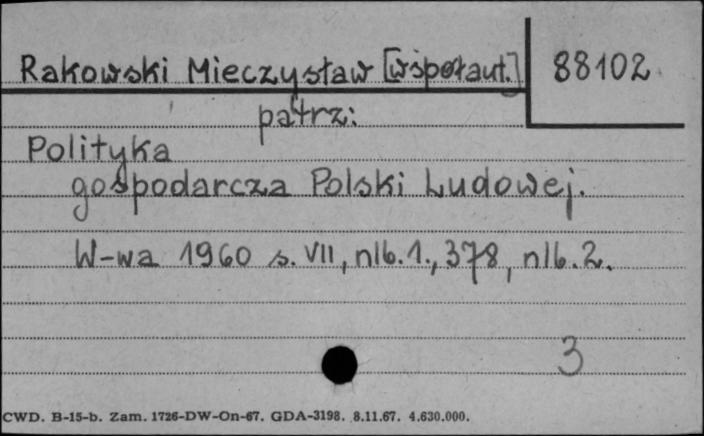 Rakowski Mieczysław [współaut.] 88102
patrz:
Polityka
gospodarcza Polski Ludowej.
W-wa 1960 s. VII, nlb. 1., 378, nlb. 2.
3
CWD. B-15-b. Zam. 1726-DW-On-67. GDA-3198. 8.11.67. 4.630.000.